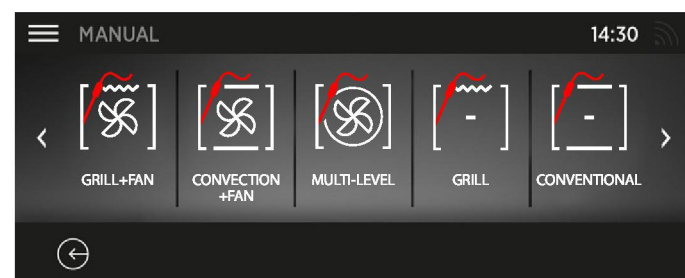 MANUAL 14:30
GRILL+FAN CONVECTION MULTI-LEVEL GRILL CONVENTIONAL
+FAN